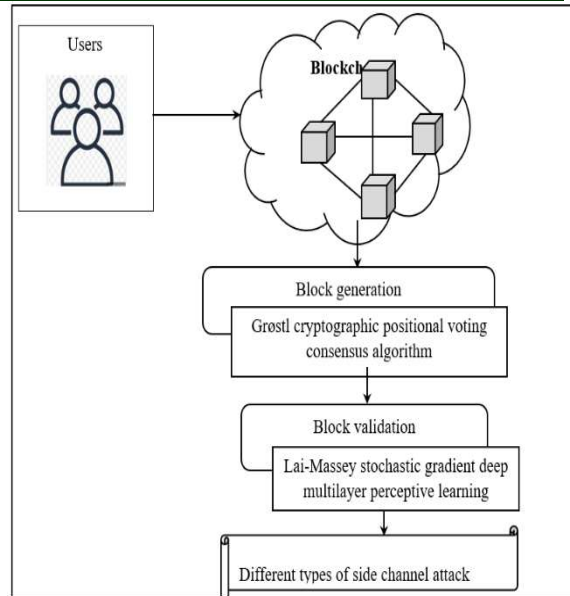 Users
Blockch
Block generation
Grøstl cryptographic positional voting
consensus algorithm
Block validation
Lai-Massey stochastic gradient deep
multilayer perceptive learning
Different types of side channel attack